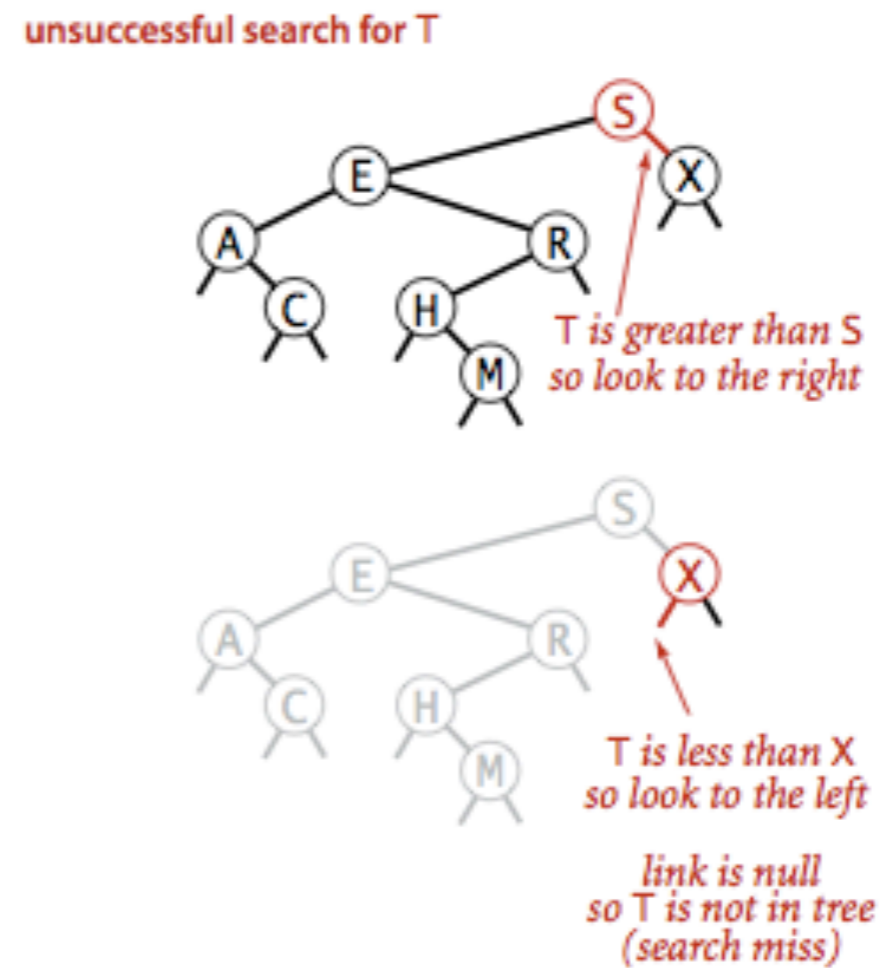 unsuccessful search for T
S
E
X
A
R
C
H
M
T is greater than S
so look to the right
S
E
X
A
R
C
H
M
T is less than X
so look to the left
link is null
so T is not in tree
(search miss)